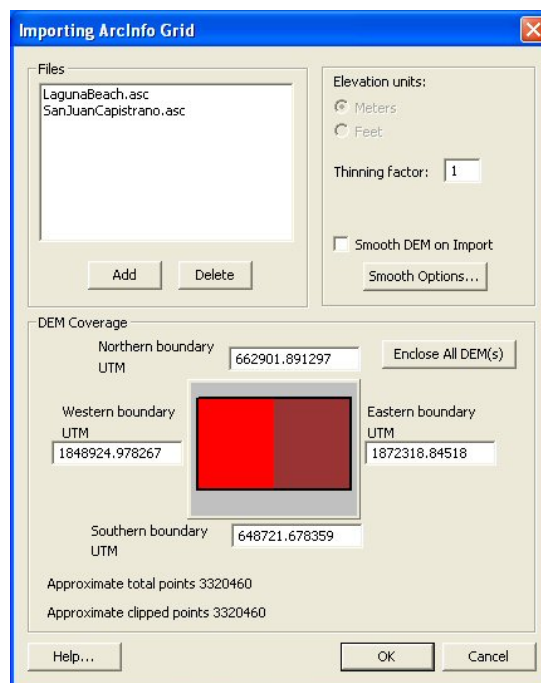 Importing ArcInfo Grid
Files
LagunaBeach.asc
SanJuanCapistrano.asc
Add
Delete
Elevation units:
Meters
Feet
Thinning factor: 1
Smooth DEM on Import
Smooth Options...
DEM Coverage
Northern boundary
UTM
662901.891297
Enclose All DEM(s)
Western boundary
UTM
1848924.978267
Eastern boundary
UTM
1872318.84518
Southern boundary
UTM
648721.678359
Approximate total points 3320460
Approximate clipped points 3320460
Help...
OK
Cancel